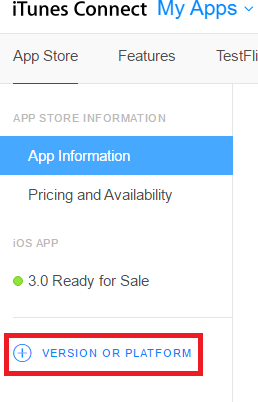 iTunes Connect My Apps
App Store Features TestFli
APP STORE INFORMATION
App Information
Pricing and Availability
iOS APP
3.0 Ready for Sale
VERSION OR PLATFORM